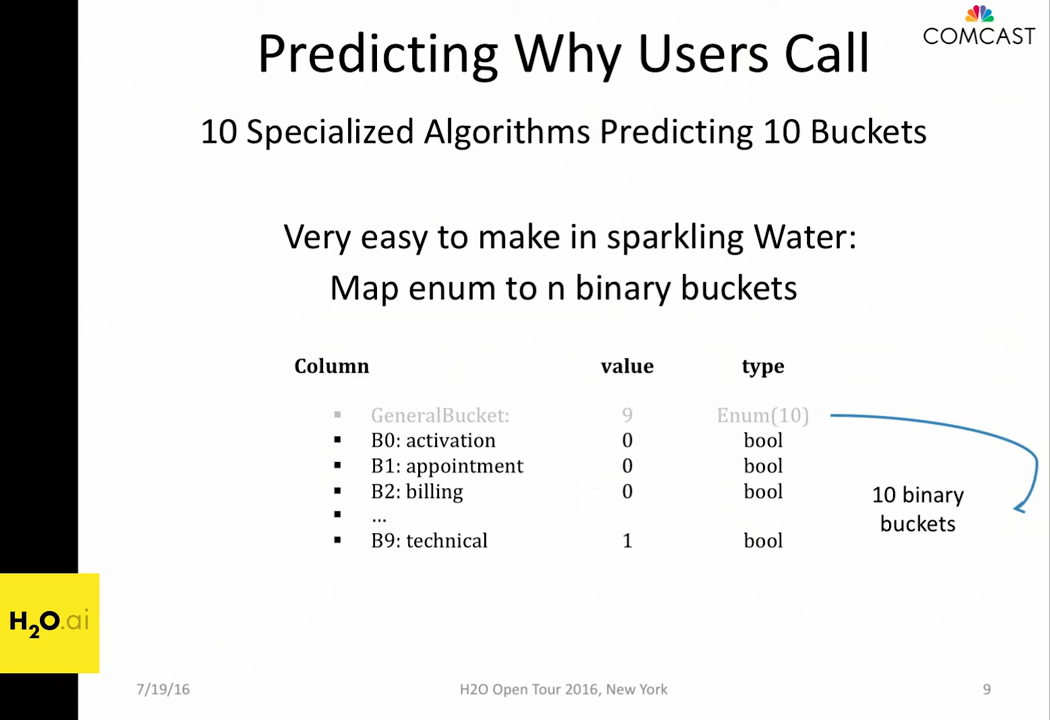 COMCAST
Predicting Why Users Call
10 Specialized Algorithms Predicting 10 Buckets
Very easy to make in sparkling Water:
Map enum to n binary buckets
Column value type
▪ GeneralBucket: 9 Enum(10)
▪ B0: activation 0 bool
▪ B1: appointment 0 bool
▪ B2: billing 0 bool
▪ ...
▪ B9: technical 1 bool
10 binary
buckets
H2O.ai
7/19/16 H2O Open Tour 2016, New York 9